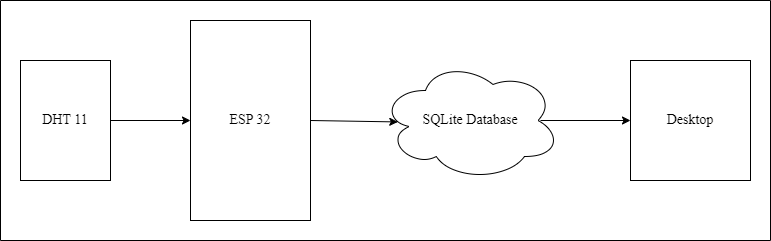 DHT 11
ESP 32
SQLite Database
Desktop